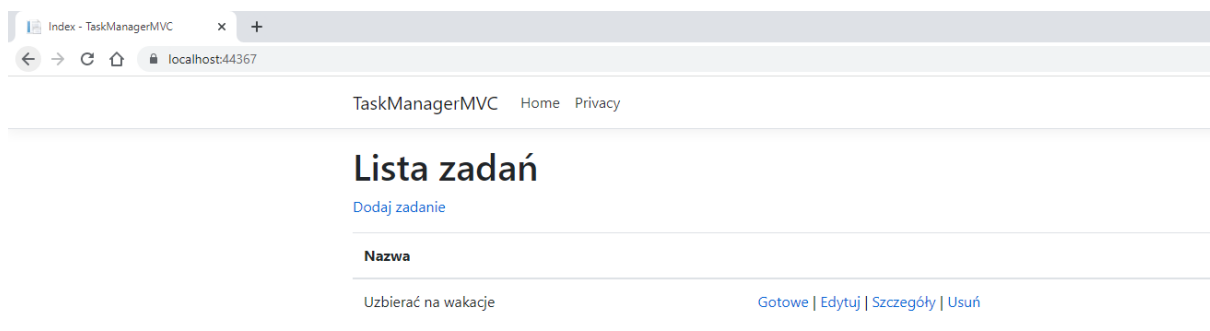 Index - TaskManagerMVC
localhost:44367
TaskManagerMVC Home Privacy
Lista zadań
Dodaj zadanie
Nazwa
Uzbierać na wakacje Gotowe | Edytuj | Szczegóły | Usuń